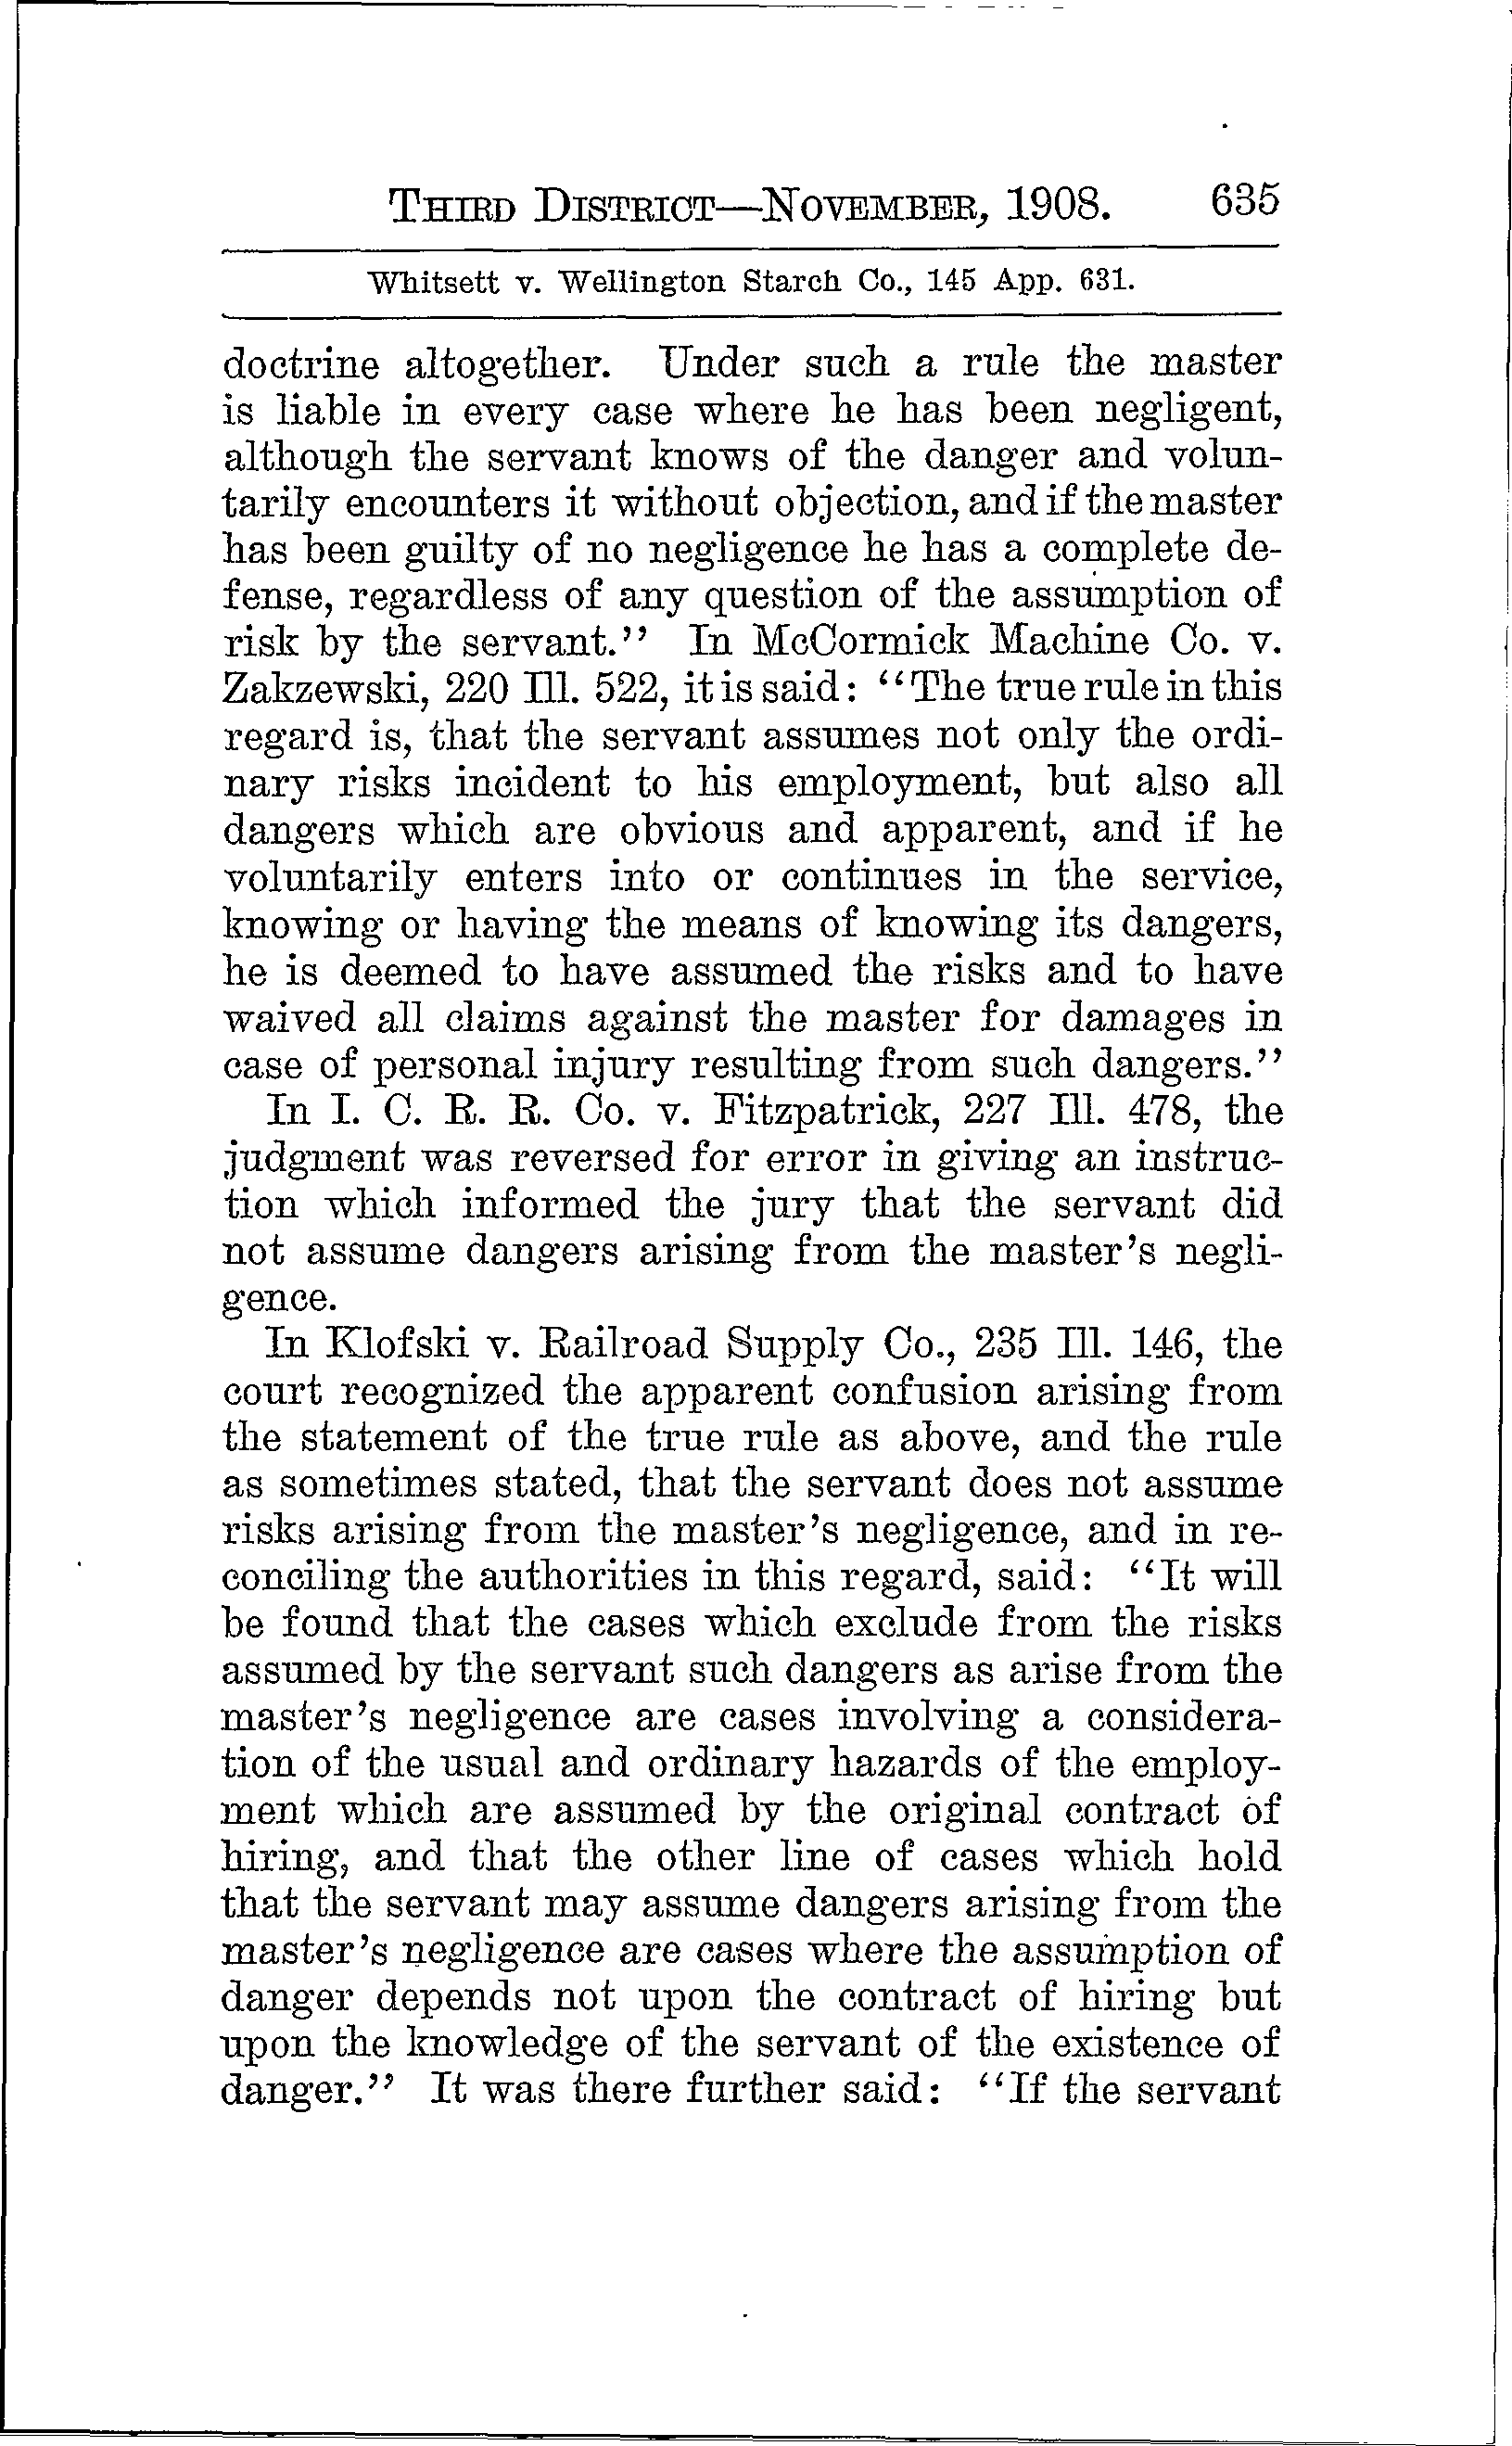 THIRD DISTRICT—NOVEMBER, 1908. 635
Whitsett v. Wellington Starch Co., 145 App. 631.
doctrine altogether. Under such a rule the master
is liable in every case where he has been negligent,
although the servant knows of the danger and volun-
tarily encounters it without objection, and if the master
has been guilty of no negligence he has a complete de-
fense, regardless of any question of the assumption of
risk by the servant.'' In McCormick Machine Co. v.
Zakzewski, 220 Ill. 522, it is said: ''The true rule in this
regard is, that the servant assumes not only the ordi-
nary risks incident to his employment, but also all
dangers which are obvious and apparent, and if he
voluntarily enters into or continues in the service,
knowing or having the means of knowing its dangers,
he is deemed to have assumed the risks and to have
waived all claims against the master for damages in
case of personal injury resulting from such dangers.''
In I. C. R. R. Co. v. Fitzpatrick, 227 Ill. 478, the
judgment was reversed for error in giving an instruc-
tion which informed the jury that the servant did
not assume dangers arising from the master's negli-
gence.
In Klofski v. Railroad Supply Co., 235 Ill. 146, the
court recognized the apparent confusion arising from
the statement of the true rule as above, and the rule
as sometimes stated, that the servant does not assume
risks arising from the master's negligence, and in re-
conciling the authorities in this regard, said: ''It will
be found that the cases which exclude from the risks
assumed by the servant such dangers as arise from the
master's negligence are cases involving a considera-
tion of the usual and ordinary hazards of the employ-
ment which are assumed by the original contract of
hiring, and that the other line of cases which hold
that the servant may assume dangers arising from the
master's negligence are cases where the assumption of
danger depends not upon the contract of hiring but
upon the knowledge of the servant of the existence of
danger.'' It was there further said: ''If the servant